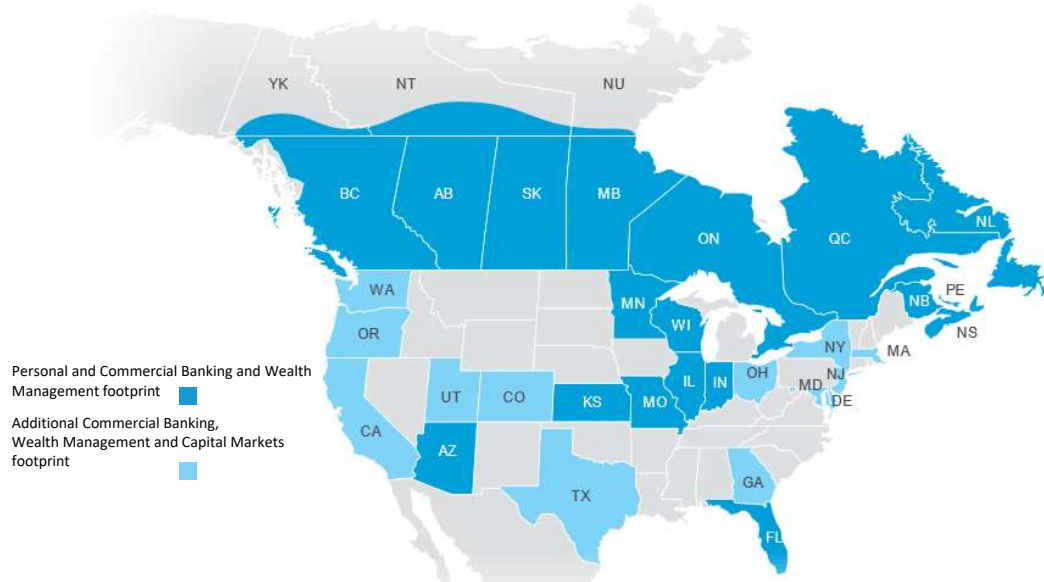 YK
NT
NU
BC
AB
SK
MB
ON
QC
NL
PE
NB
NS
WA
MN
OR
WI
NY
MA
Personal and Commercial Banking and Wealth
Management footprint
UT
CO
KS
MO
IL
IN
OH
NJ
MD
DE
Additional Commercial Banking,
Wealth Management and Capital Markets
footprint
CA
AZ
TX
GA
FL